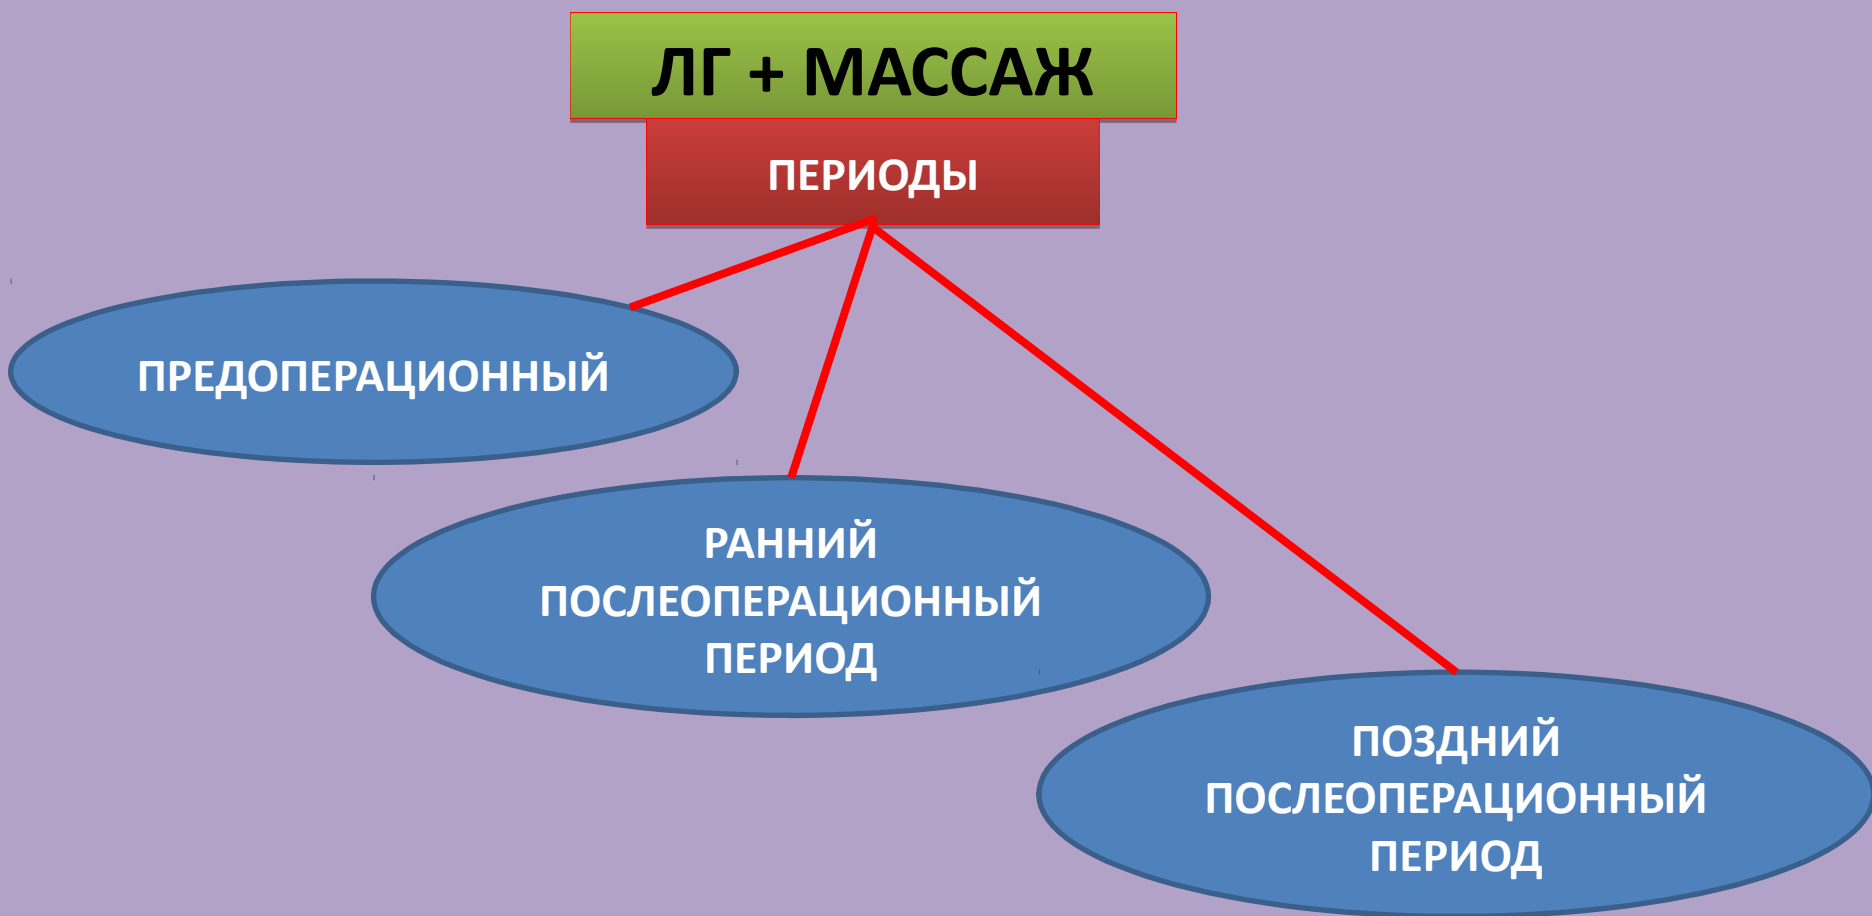 ЛГ + МАССАЖ
ПЕРИОДЫ
ПРЕДОПЕРАЦИОННЫЙ
РАННИЙ
ПОСЛЕОПЕРАЦИОННЫЙ
ПЕРИОД
ПОЗДНИЙ
ПОСЛЕОПЕРАЦИОННЫЙ
ПЕРИОД